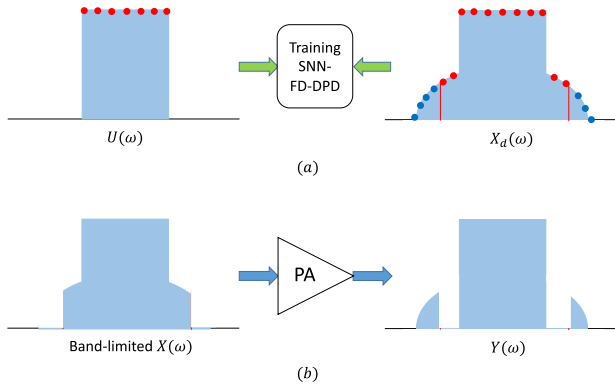 Training
SNN-
FD-DPD
U(ω)
X_d(ω)
(a)
PA
Band-limited X(ω)
Y(ω)
(b)